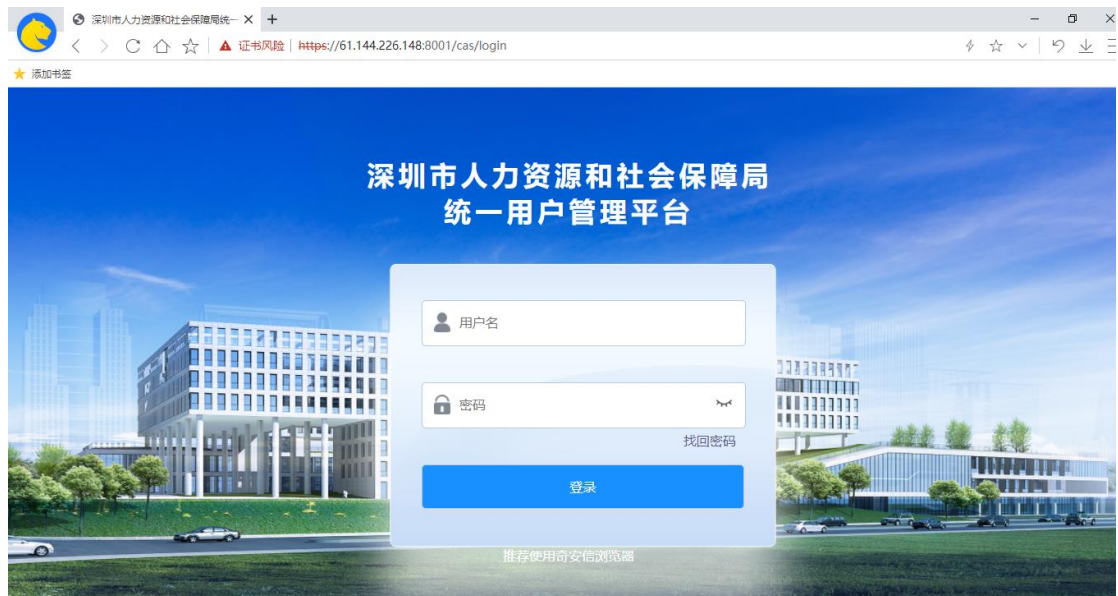 深圳市人力资源和社会保障局统一
证书风险
https://61.144.226.148:8001/cas/login
添加书签
深圳市人力资源和社会保障局
统一用户管理平台
用户名
密码
找回密码
登录
推荐使用奇安信浏览器